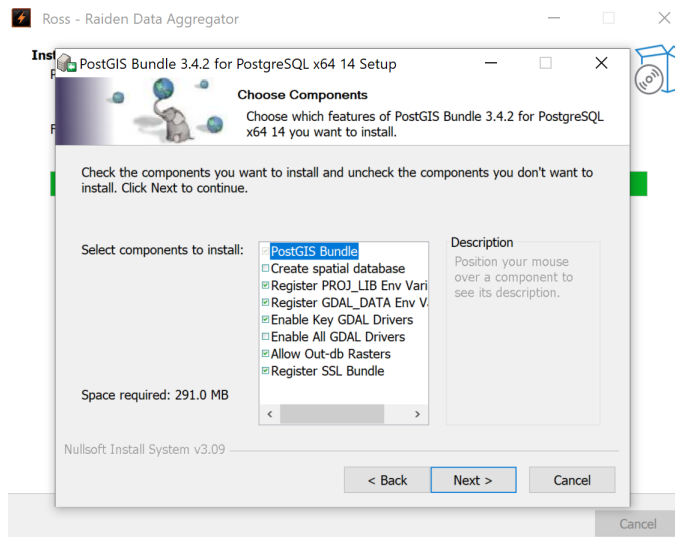 Ross - Raiden Data Aggregator
Inst
PostGIS Bundle 3.4.2 for PostgreSQL x64 14 Setup
Choose Components
Choose which features of PostGIS Bundle 3.4.2 for PostgreSQL
x64 14 you want to install.
Check the components you want to install and uncheck the components you don't want to
install. Click Next to continue.
Select components to install:
PostGIS Bundle
Create spatial database
Register PROJ_LIB Env Vari
Register GDAL_DATA Env V
Enable Key GDAL Drivers
Enable All GDAL Drivers
Allow Out-db Rasters
Register SSL Bundle
Description
Position your mouse
over a component to
see its description.
Space required: 291.0 MB
Nullsoft Install System v3.09
< Back
Next >
Cancel
Cancel